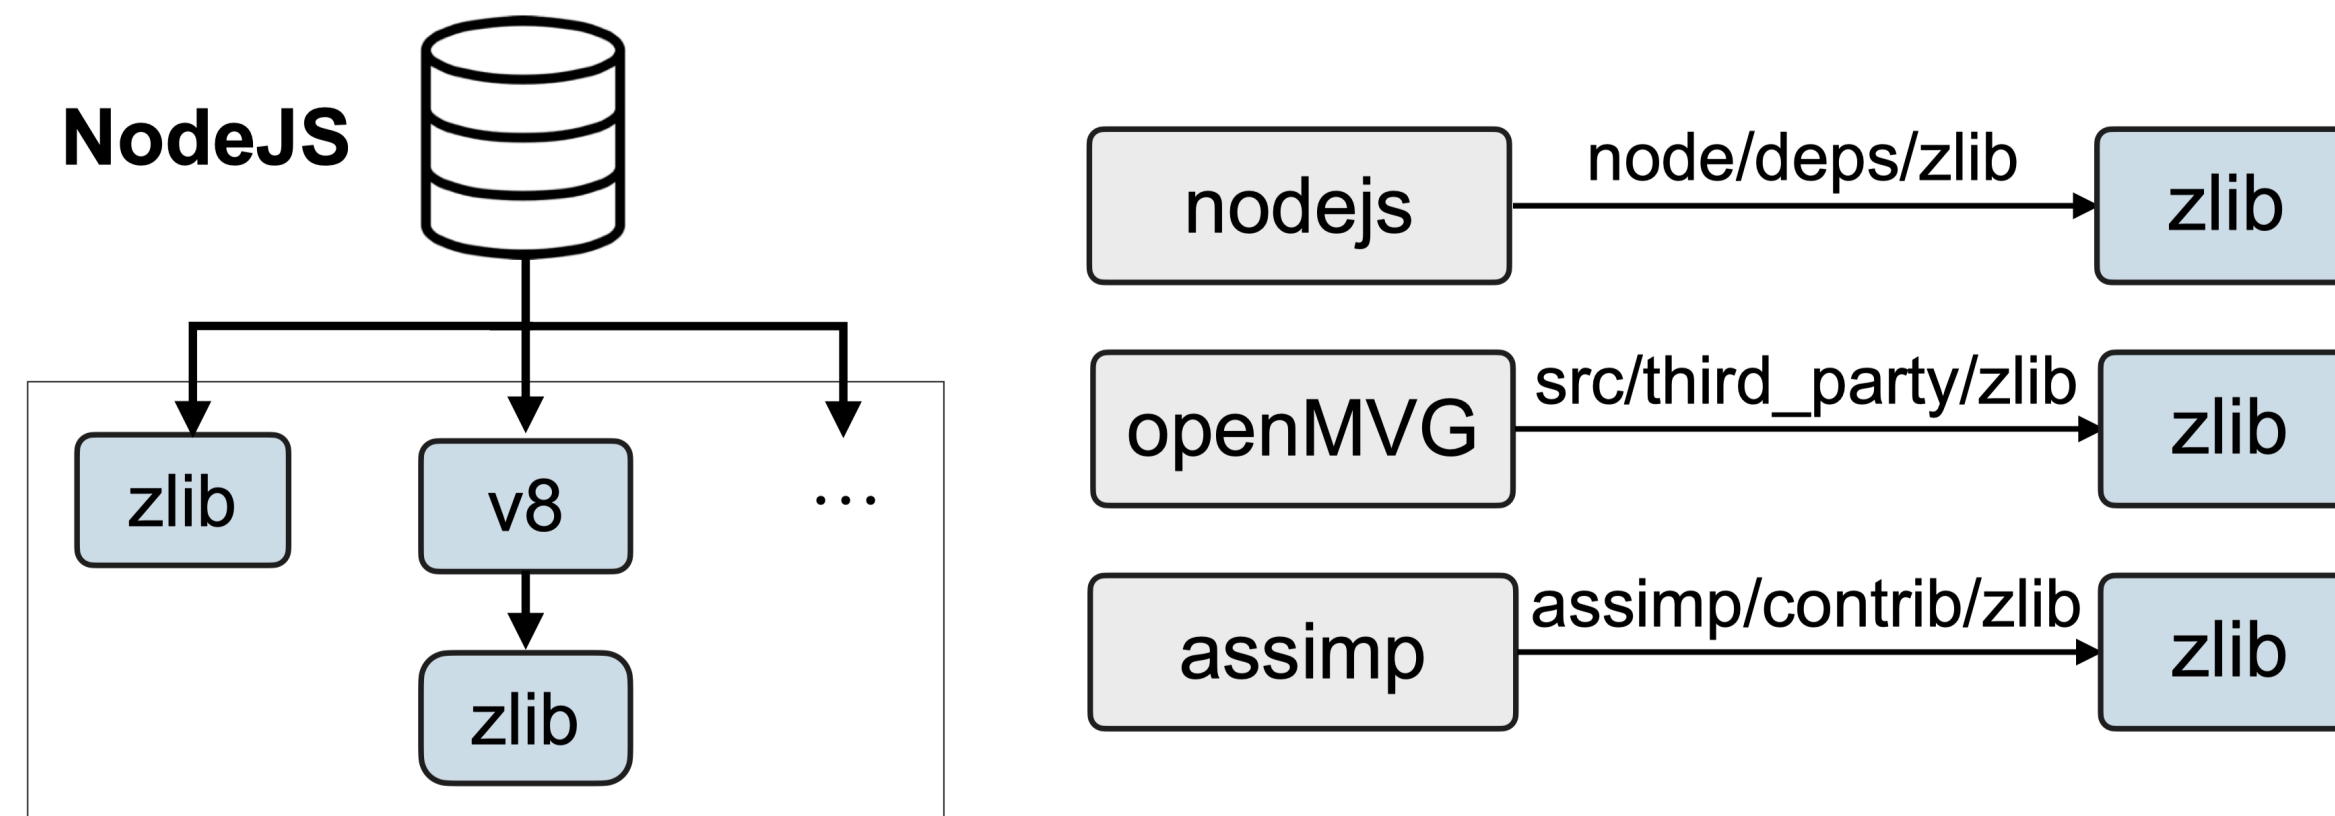 NodeJS
zlib
v8
...
zlib
nodejs
node/deps/zlib
zlib
openMVG
src/third_party/zlib
zlib
assimp
assimp/contrib/zlib
zlib